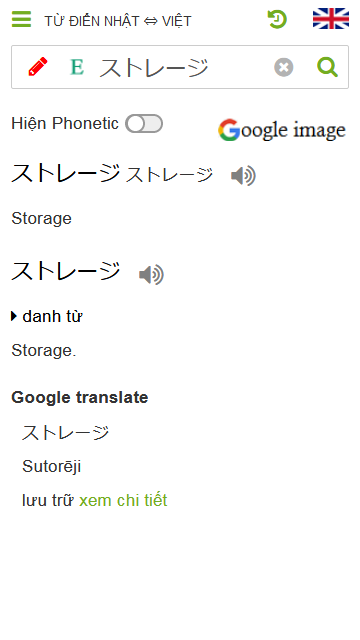 TỪ ĐIỂN NHẬT ⇔ VIỆT
E ストレージ
Hiện Phonetic
Google image
ストレージ ストレージ
Storage
ストレージ
danh từ
Storage.
Google translate
ストレージ
Sutorēji
lưu trữ xem chi tiết